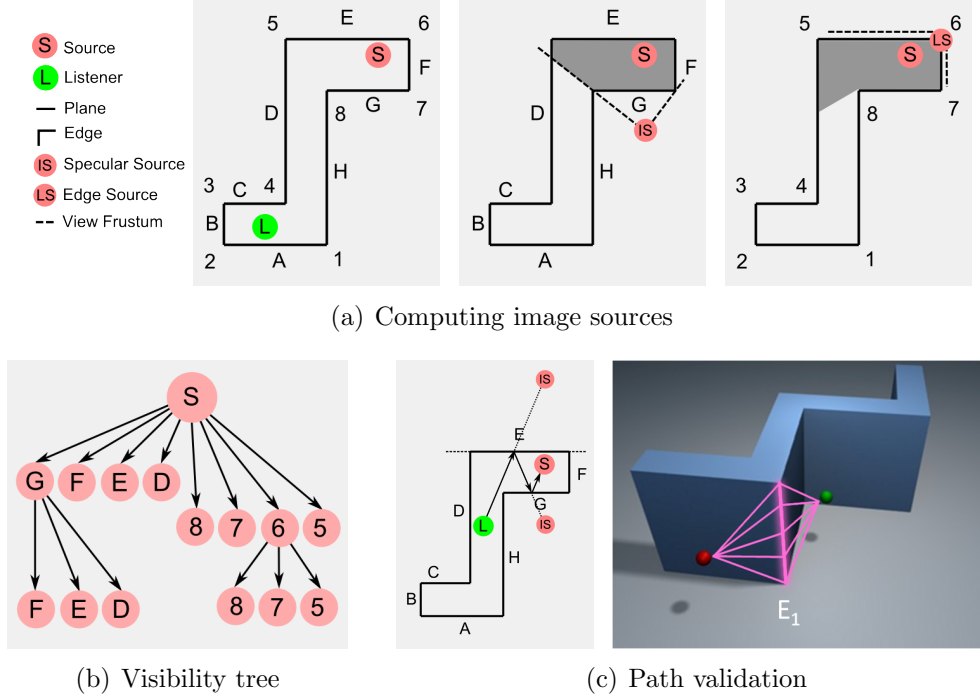 S Source
L Listener
Plane
Edge
IS Specular Source
LS Edge Source
View Frustum
5 E 6
S
F
G
D 8 7
H
3 C 4
B L
2 A 1
E
S F
G
D IS
H
C
B
A
5 6
LS
S
8 7
3 4
2 1
(a) Computing image sources
S
G F E D
8 7 6 5
F E D 8 7 5
(b) Visibility tree
IS
E
S F
G
D L IS
H
C
B
A
E1
(c) Path validation